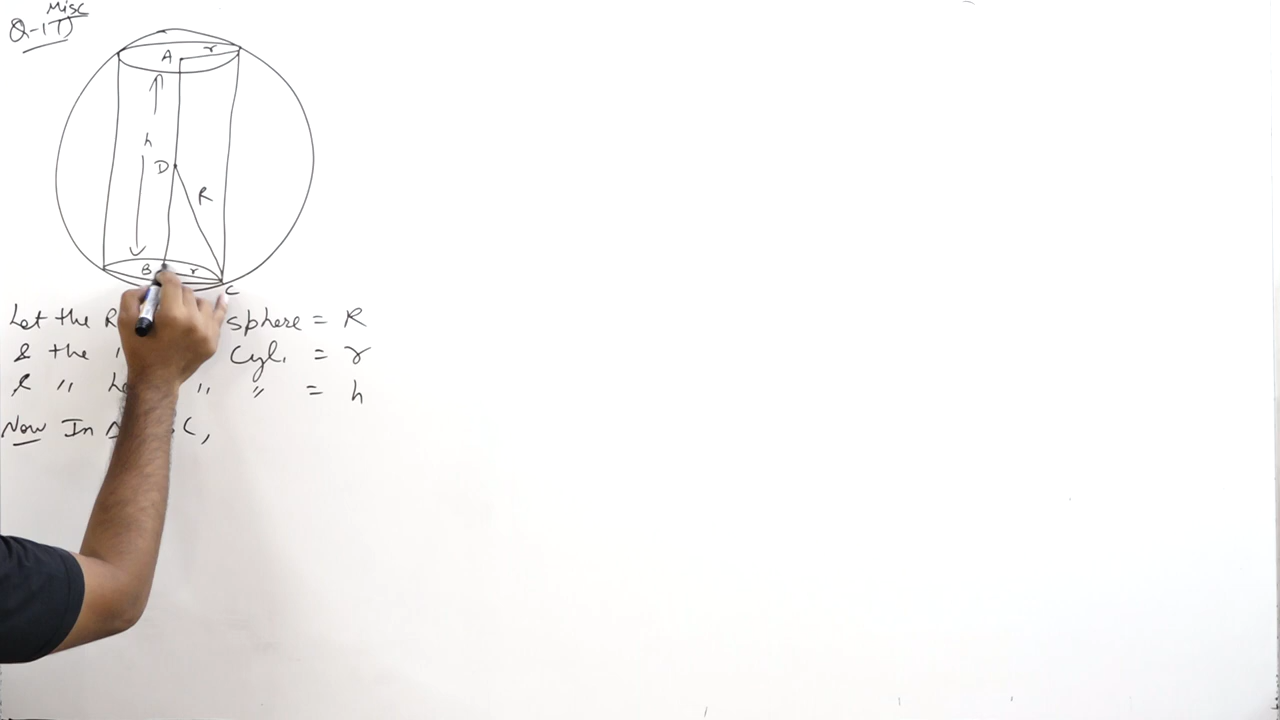 Misc
Q-17)
A r
h
D
R
B r
C
Let the sphere = R
& the Cyl. = r
& " " " = h
Now In C,